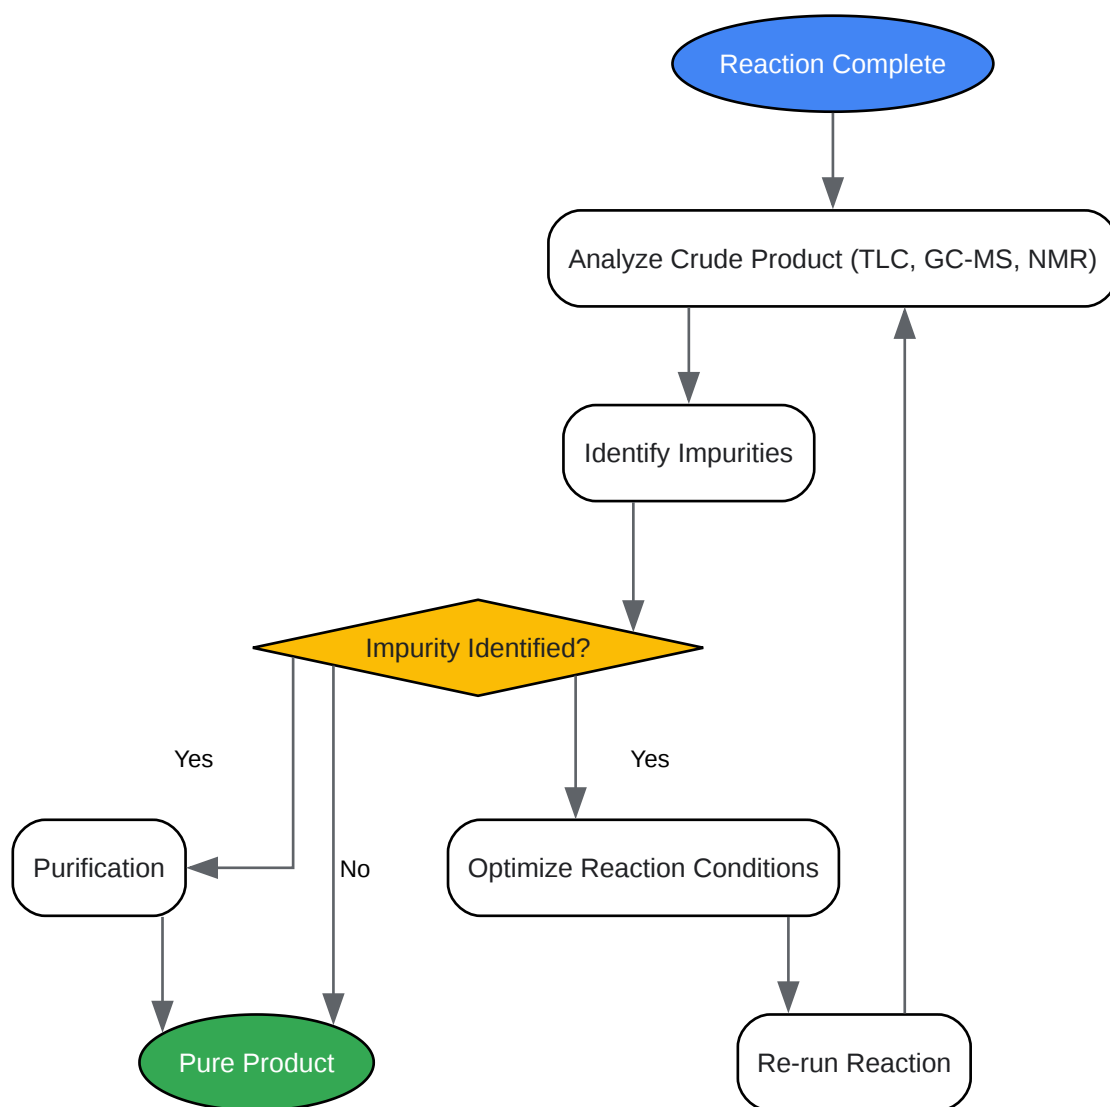 Reaction Complete
Analyze Crude Product (TLC, GC-MS, NMR)
Identify Impurities
Impurity Identified?
Yes
Yes
Purification
No
Optimize Reaction Conditions
Pure Product
Re-run Reaction